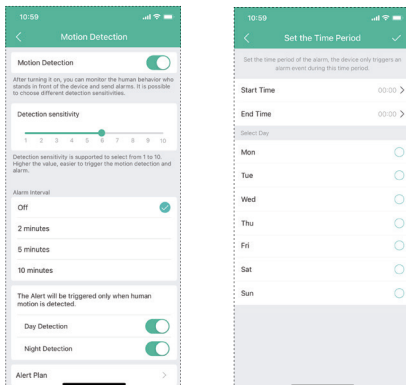 10:59
Motion Detection
Motion Detection
After turning it on, you can monitor the human behavior who
stands in front of the device and send alarms. It is possible
to choose different detection sensitivities.
Detection sensitivity
1 2 3 4 5 6 7 8 9 10
Detection sensitivity is supported to select from 1 to 10.
Higher the value, easier to trigger the motion detection and
alarm.
Alarm Interval
Off
2 minutes
5 minutes
10 minutes
The Alert will be triggered only when human
motion is detected.
Day Detection
Night Detection
Alert Plan
10:59
Set the Time Period
Set the time period of the alarm, the device only triggers an
alarm event during this time period.
Start Time 00:00
End Time 00:00
Select Day
Mon
Tue
Wed
Thu
Fri
Sat
Sun